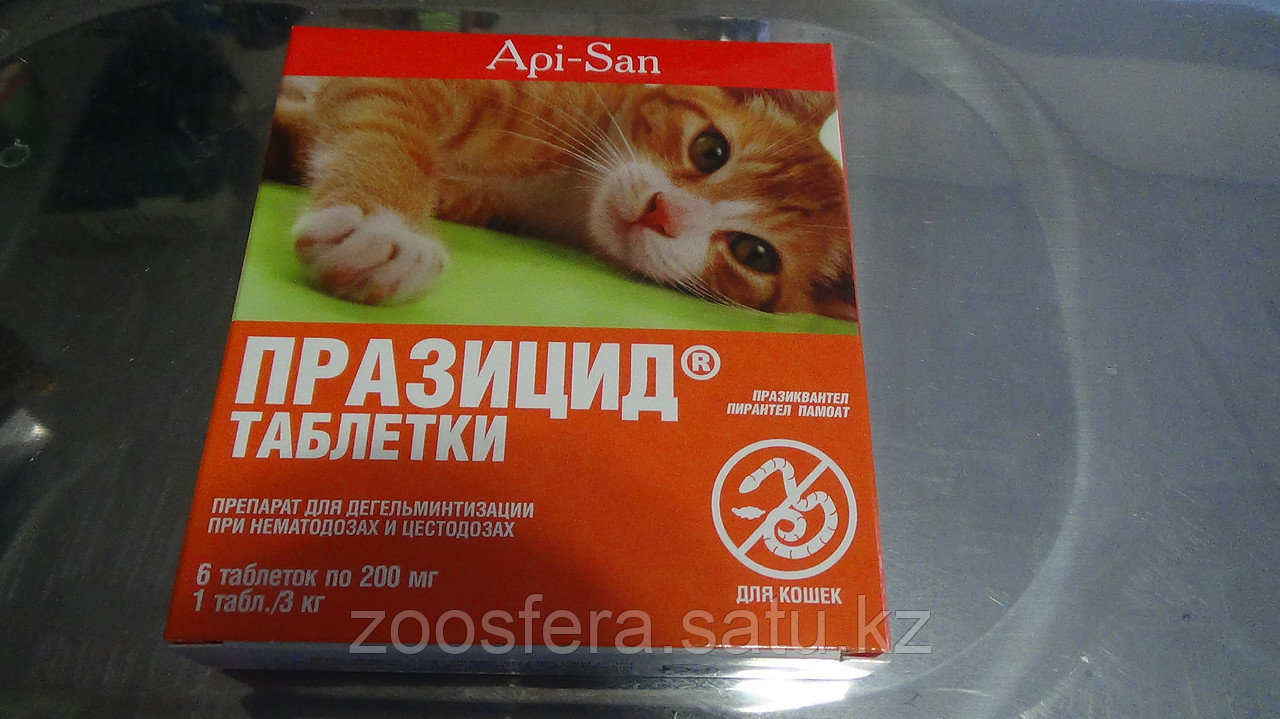 Api-San
ПРАЗИЦИД®
ТАБЛЕТКИ
ПРАЗИКВАНТЕЛ
ПИРАНТЕЛ ПАМОАТ
ПРЕПАРАТ ДЛЯ ДЕГЕЛЬМИНТИЗАЦИИ
ПРИ НЕМАТОДОЗАХ И ЦЕСТОДОЗАХ
6 таблеток по 200 мг
1 табл./3 кг
ДЛЯ КОШЕК
zoosfera.satu.kz